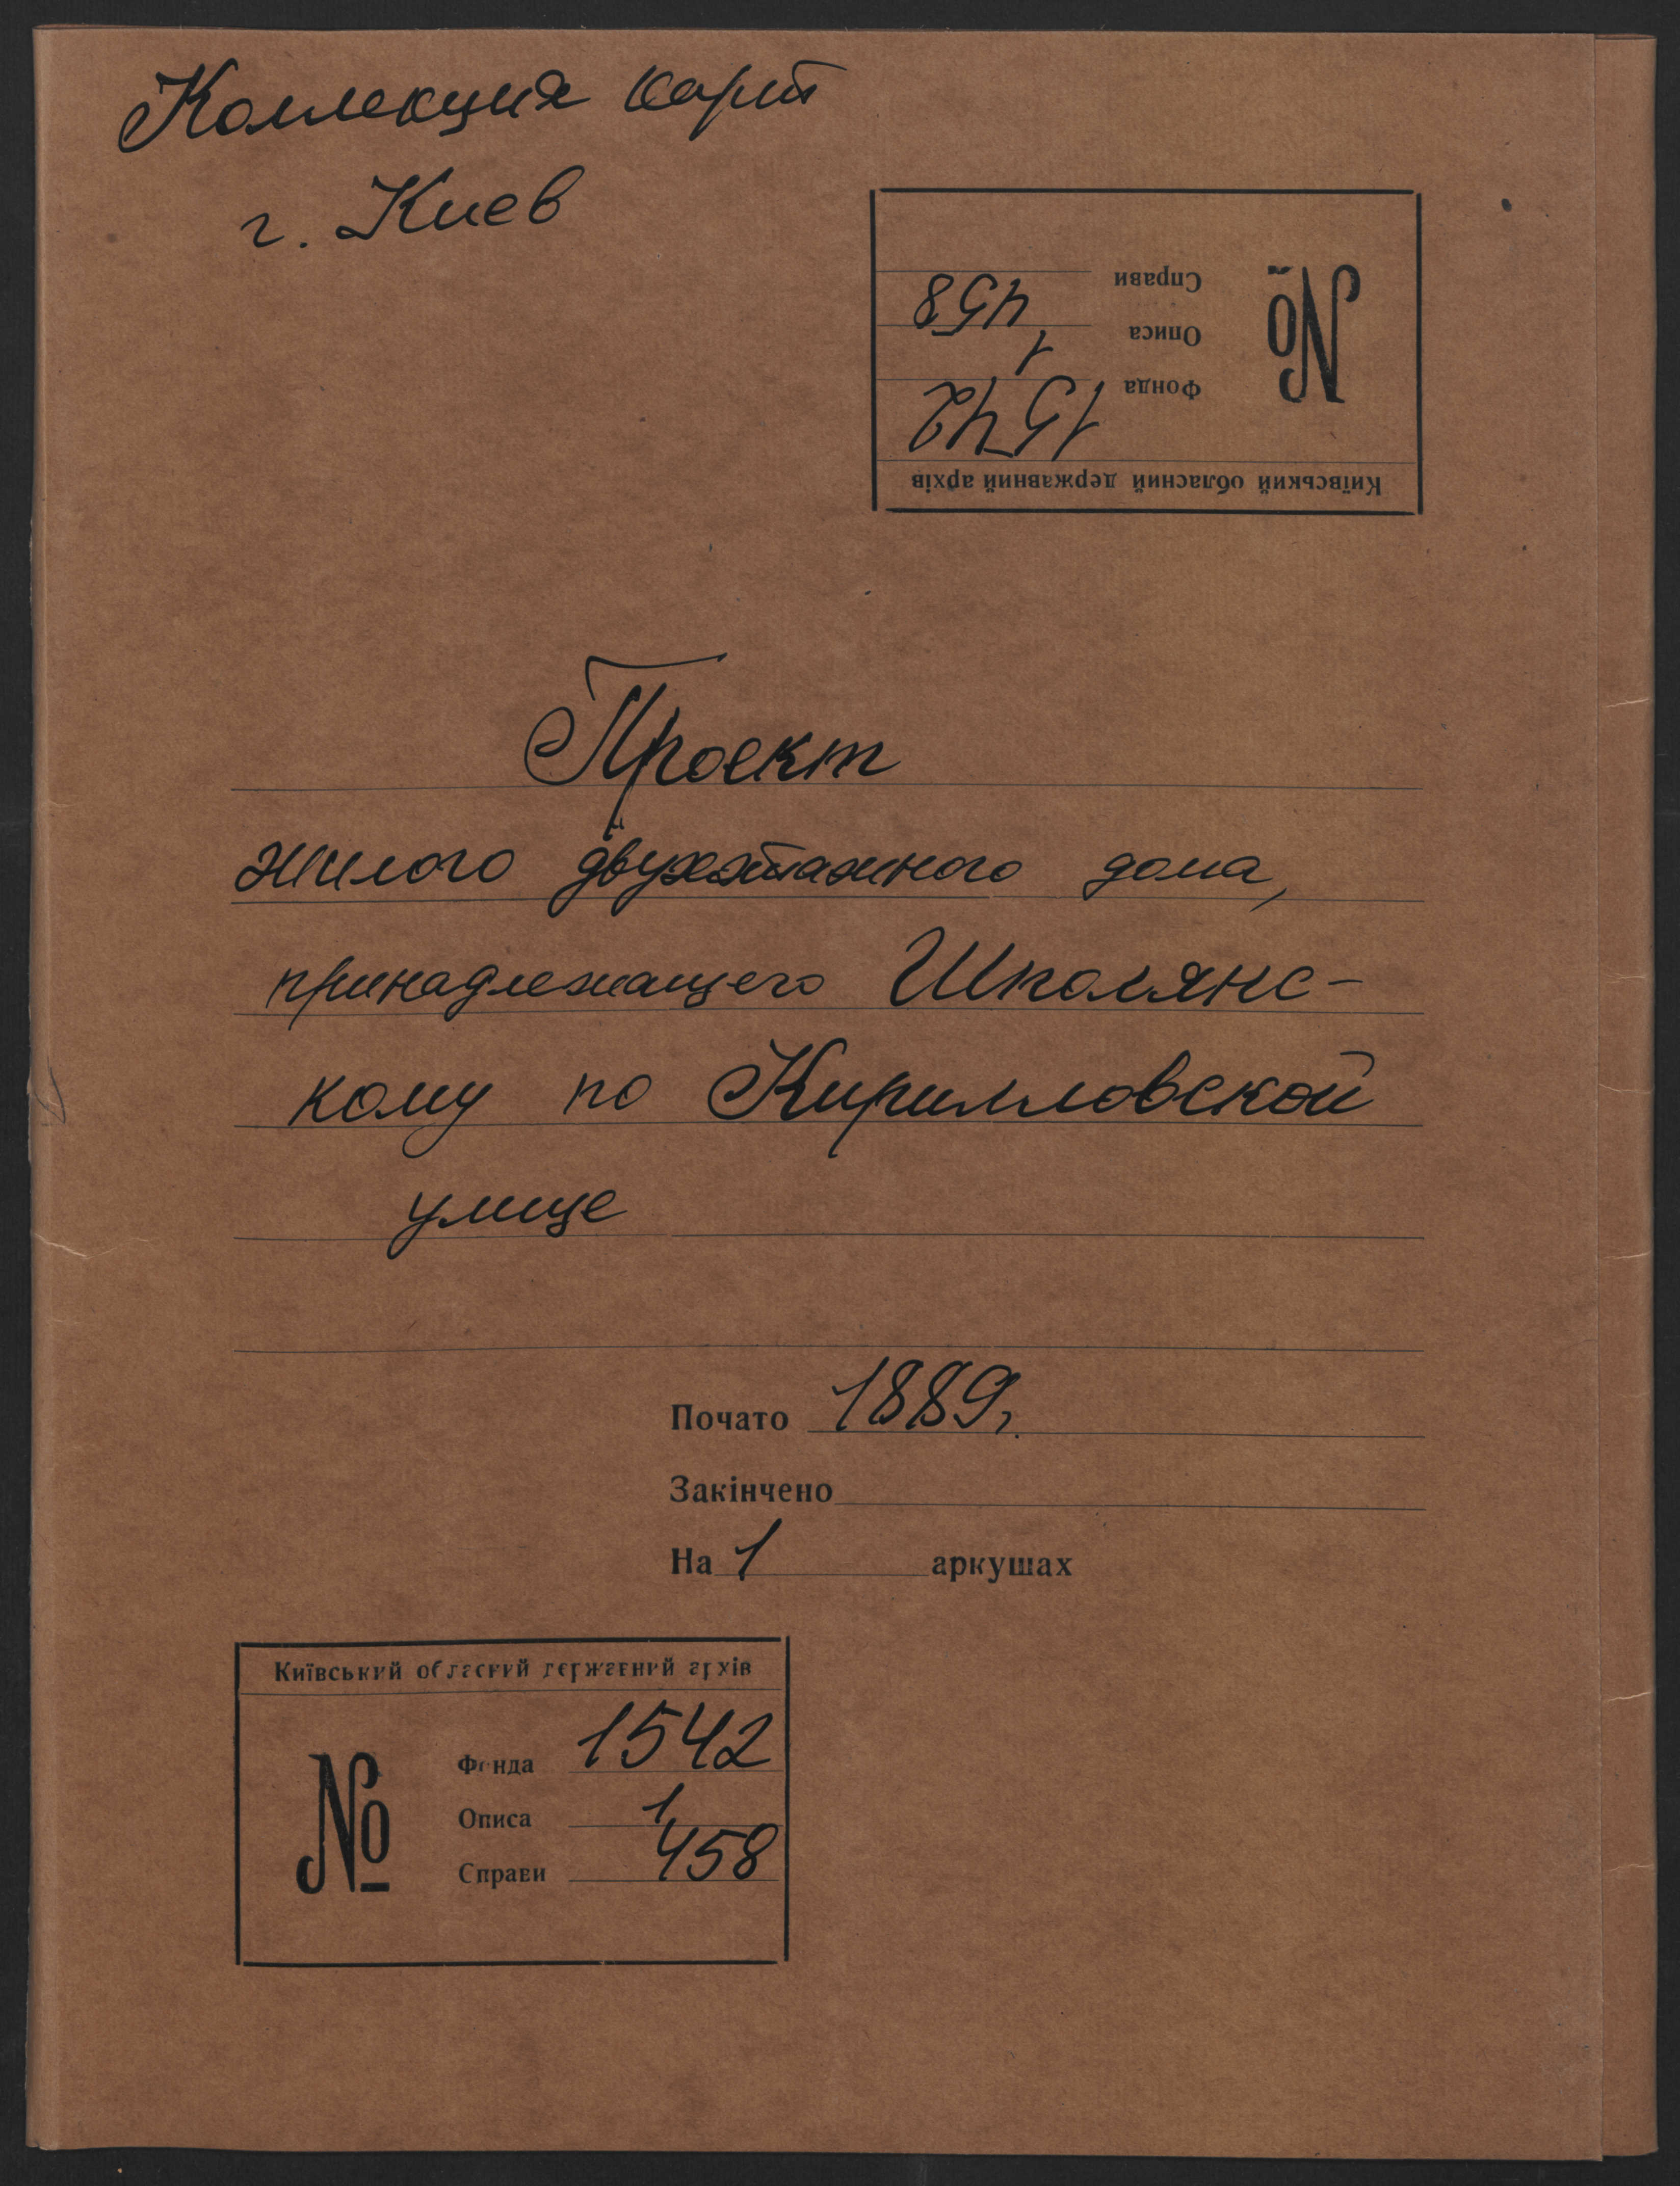 Коллекция карт
г. Киев
Київський обласний державний архів
№
Фонда 1542
Описа 1
Справи 458
Проект
жилого двухэтажного дома,
принадлежащего Школянс-
кому по Кирилловской
улице
Почато 1889г.
Закінчено
На 1 аркушах
Київський обласний державний архів
№
Фонда 1542
Описа 1
Справи 458